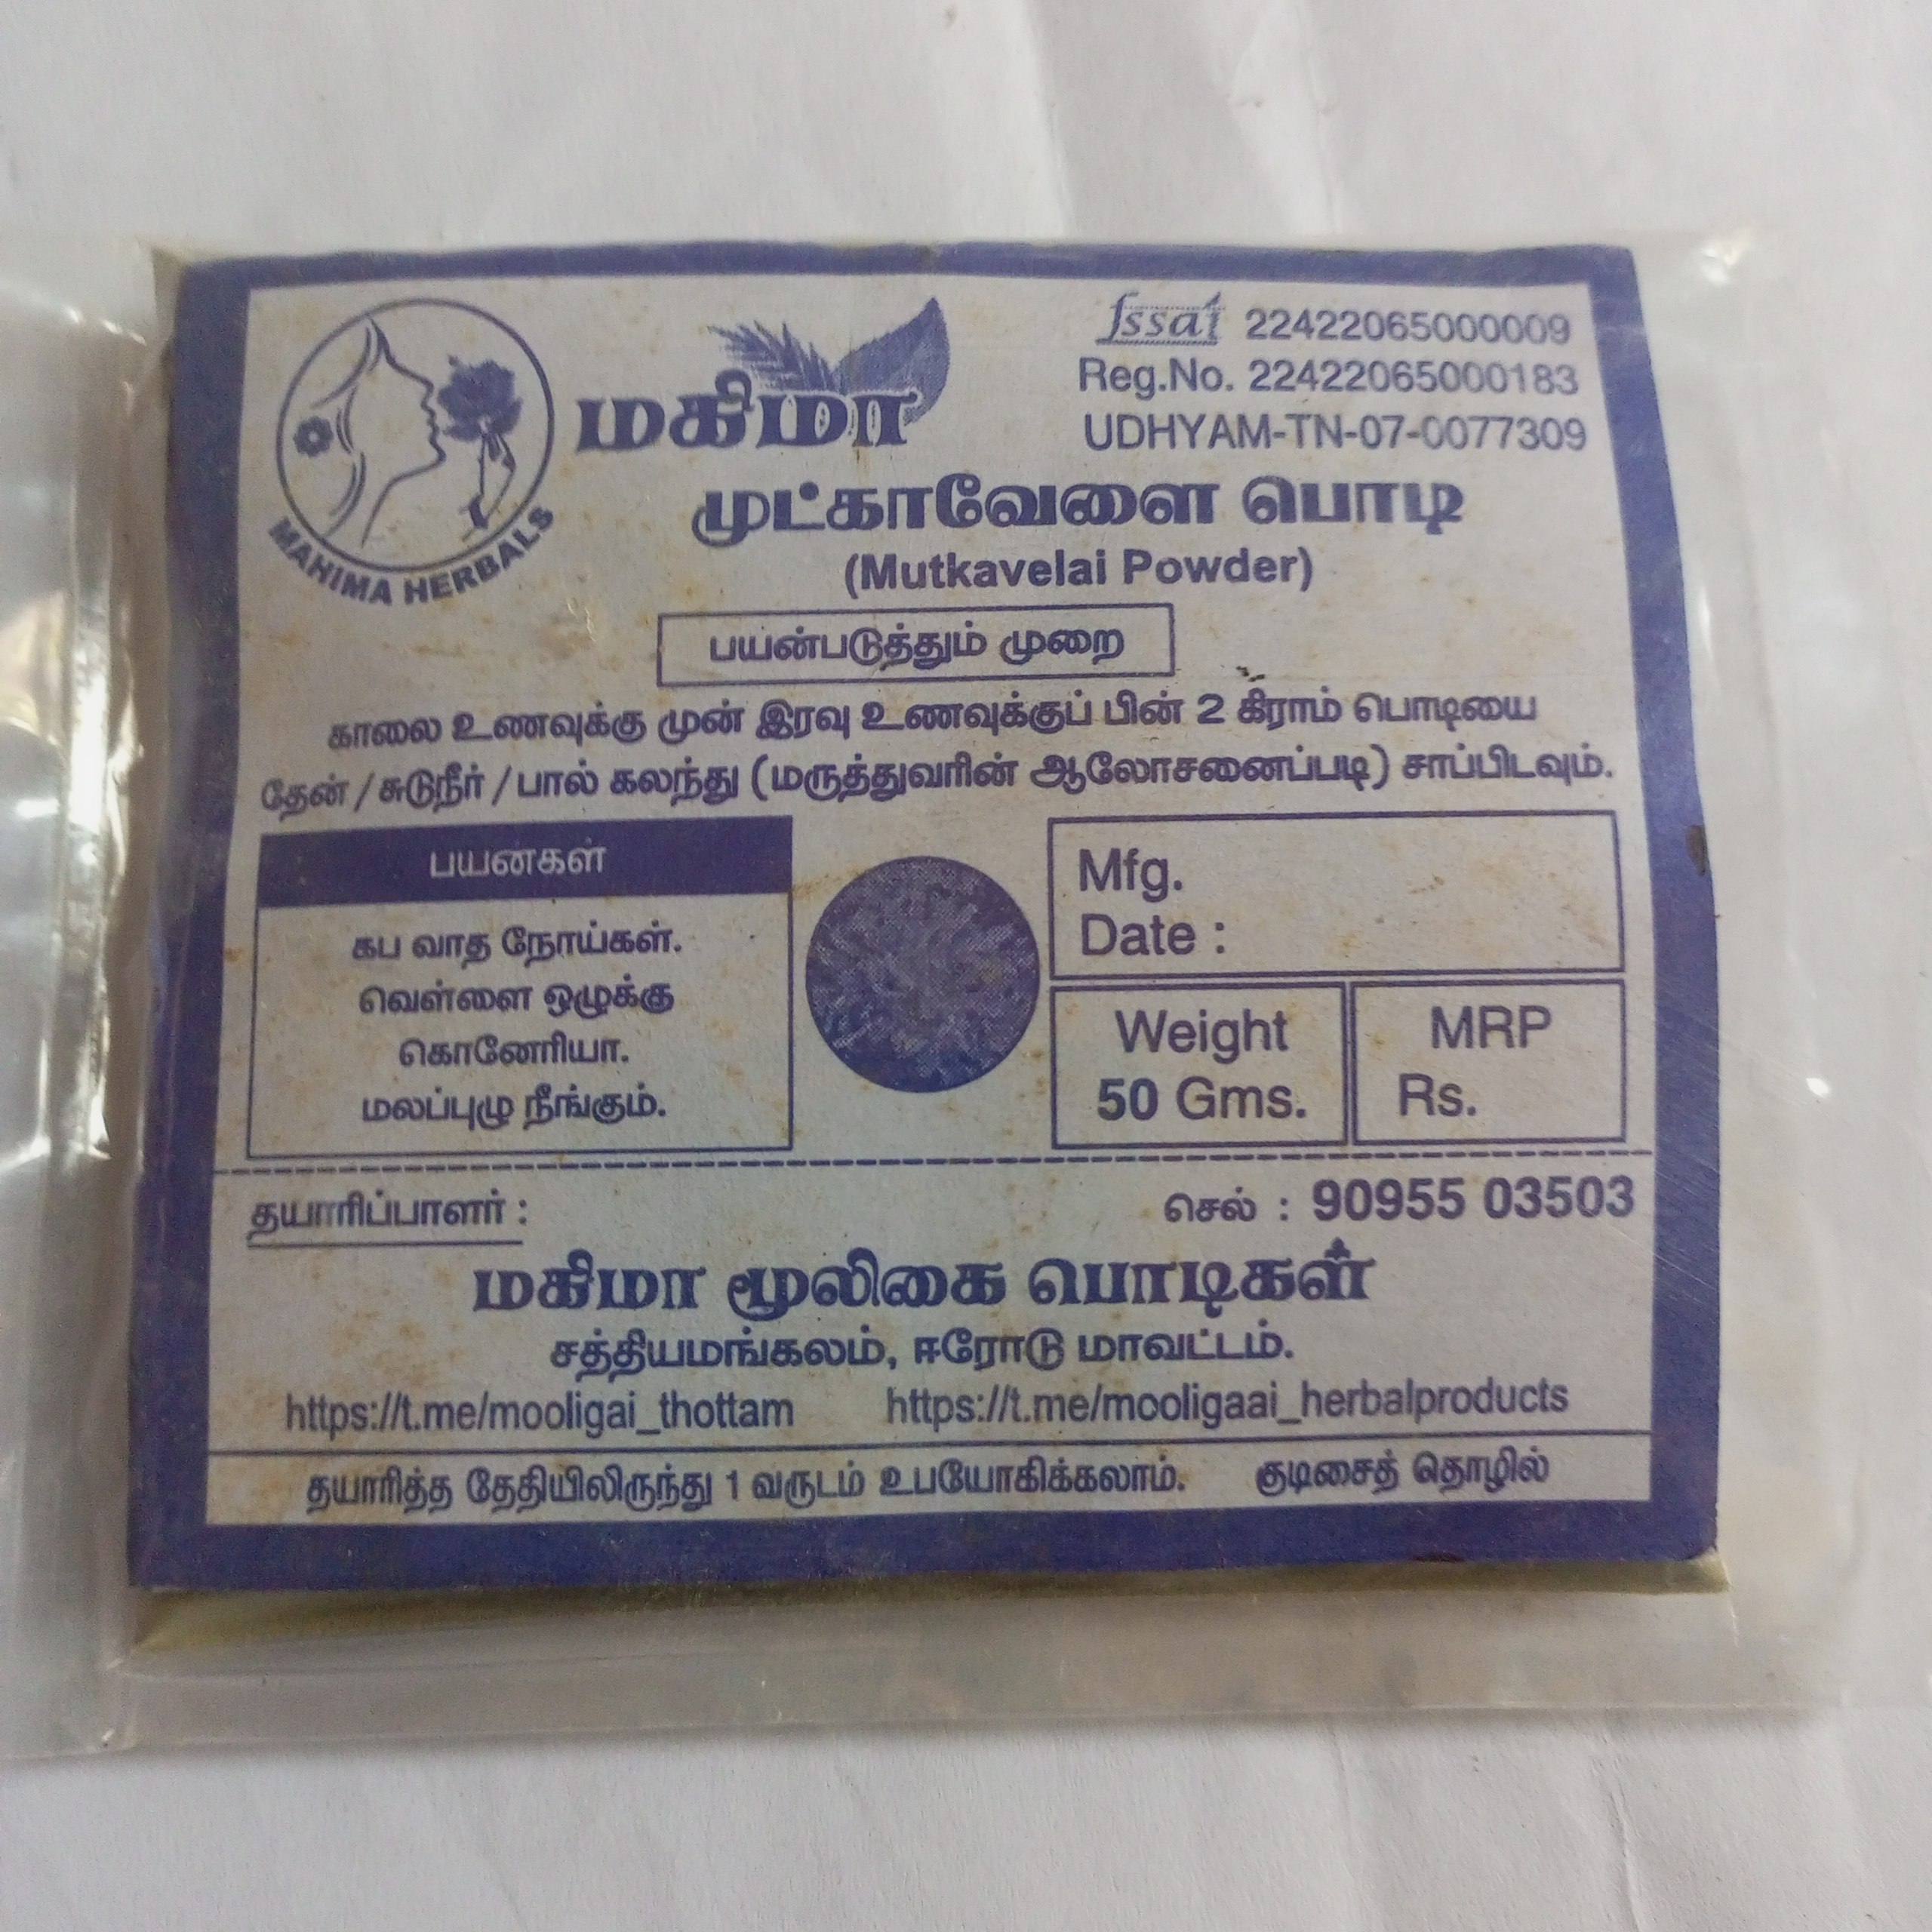 fssai 22422065000009
Reg.No. 22422065000183
UDHYAM-TN-07-0077309
MAHIMA HERBALS
மகிமா
முட்காவேளை பொடி
(Mutkavelai Powder)
பயன்படுத்தும் முறை
காலை உணவுக்கு முன் இரவு உணவுக்குப் பின் 2 கிராம் பொடியை
தேன் / சுடுநீர் / பால் கலந்து (மருத்துவரின் ஆலோசனைப்படி) சாப்பிடவும்.
பயனகள்
கப வாத நோய்கள்.
வெள்ளை ஒழுக்கு
கொனேரியா.
மலப்புழு நீங்கும்.
Mfg.
Date :
Weight
50 Gms.
MRP
Rs.
தயாரிப்பாளர் :
செல் : 90955 03503
மகிமா மூலிகை பொடிகள்
சத்தியமங்கலம், ஈரோடு மாவட்டம்.
https://t.me/mooligai_thottam https://t.me/mooligaai_herbalproducts
தயாரித்த தேதியிலிருந்து 1 வருடம் உபயோகிக்கலாம். குடிசைத் தொழில்